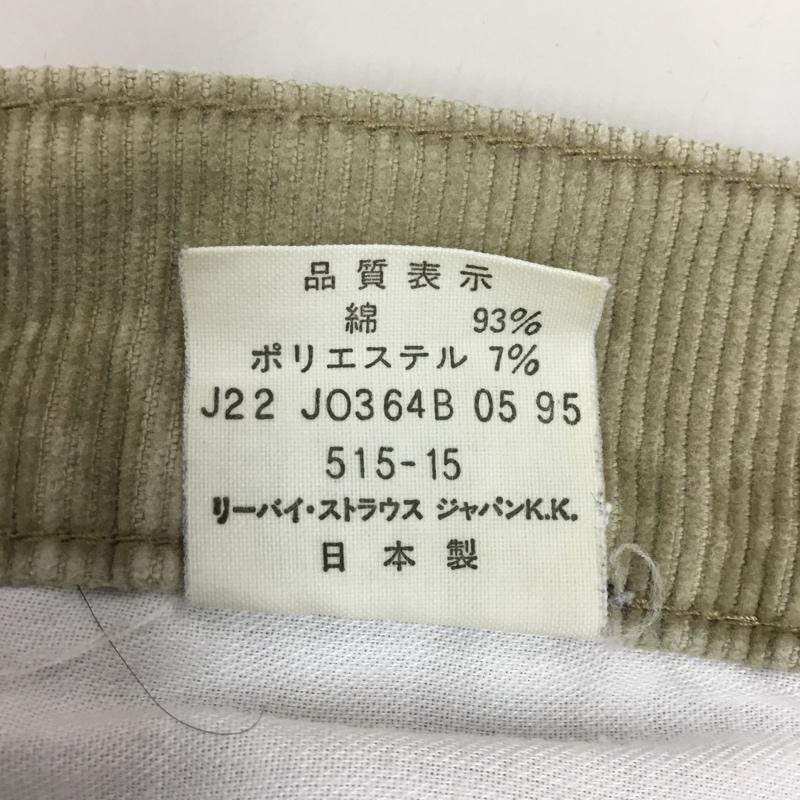 品質表示
綿 93%
ポリエステル 7%
J22 J0364B 05 95
515-15
リーバイ・ストラウス ジャパンK.K.
日本製